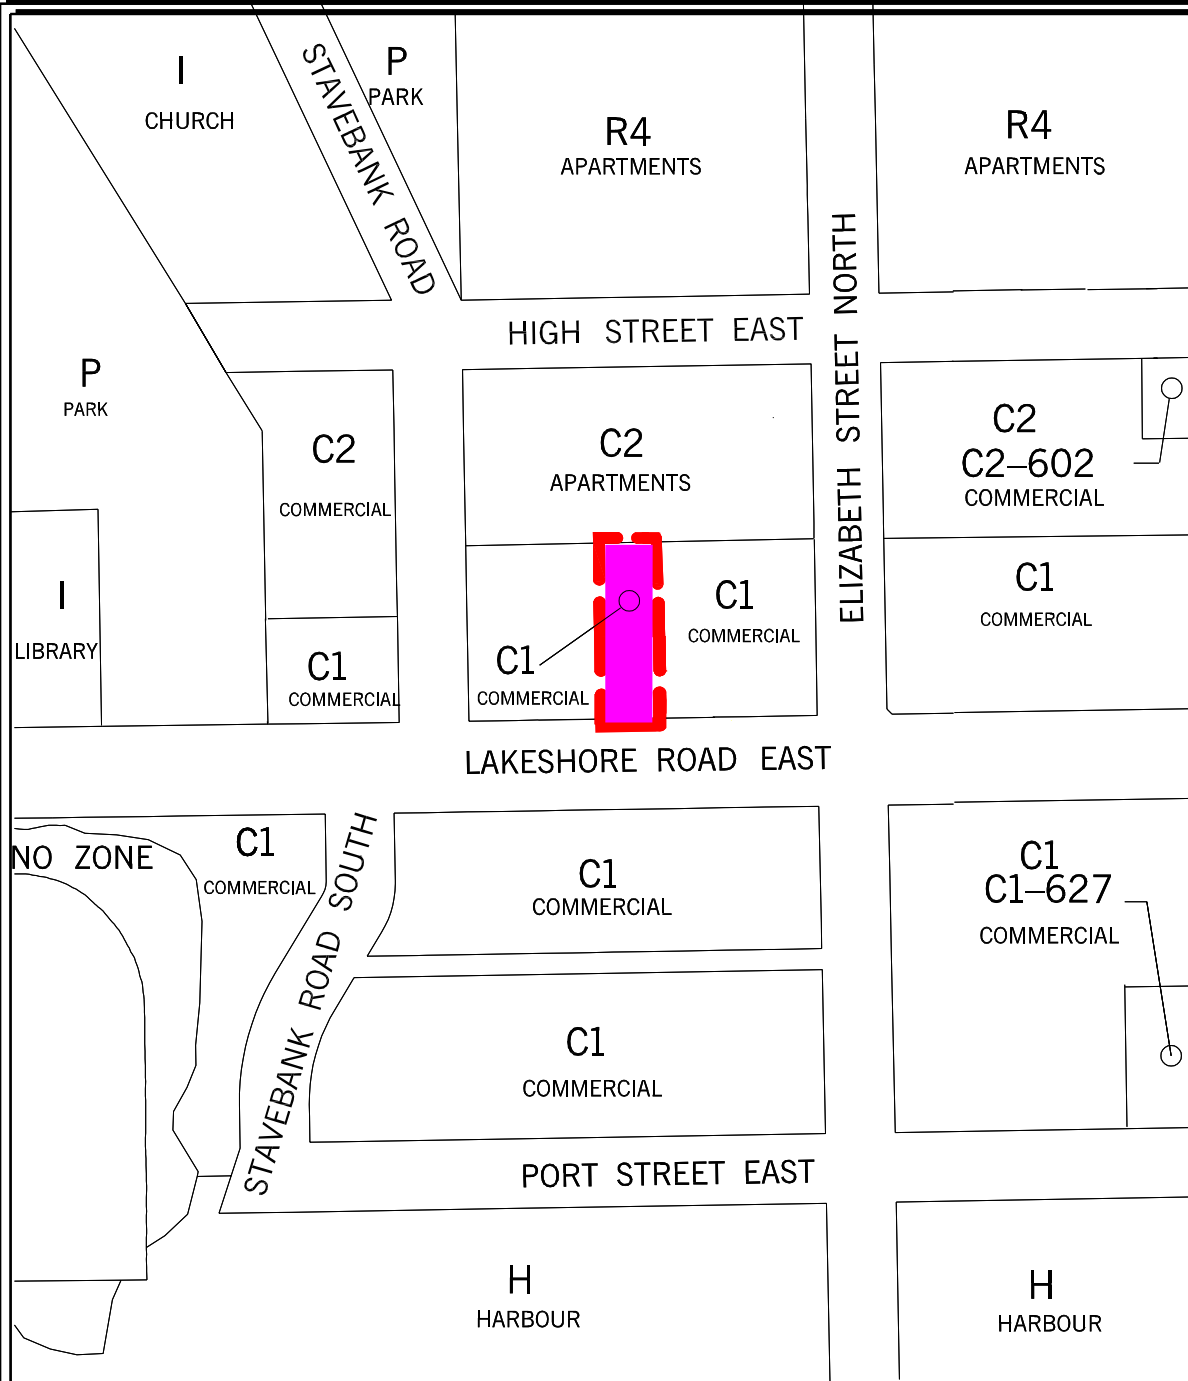 I
CHURCH
STAVEBANK ROAD
P
PARK
R4
APARTMENTS
R4
APARTMENTS
HIGH STREET EAST
ELIZABETH STREET NORTH
P
PARK
C2
COMMERCIAL
C2
APARTMENTS
C2
C2–602
COMMERCIAL
I
LIBRARY
C1
COMMERCIAL
C1
COMMERCIAL
C1
COMMERCIAL
C1
COMMERCIAL
LAKESHORE ROAD EAST
NO ZONE
C1
COMMERCIAL
STAVEBANK ROAD SOUTH
C1
COMMERCIAL
C1
C1–627
COMMERCIAL
C1
COMMERCIAL
PORT STREET EAST
H
HARBOUR
H
HARBOUR